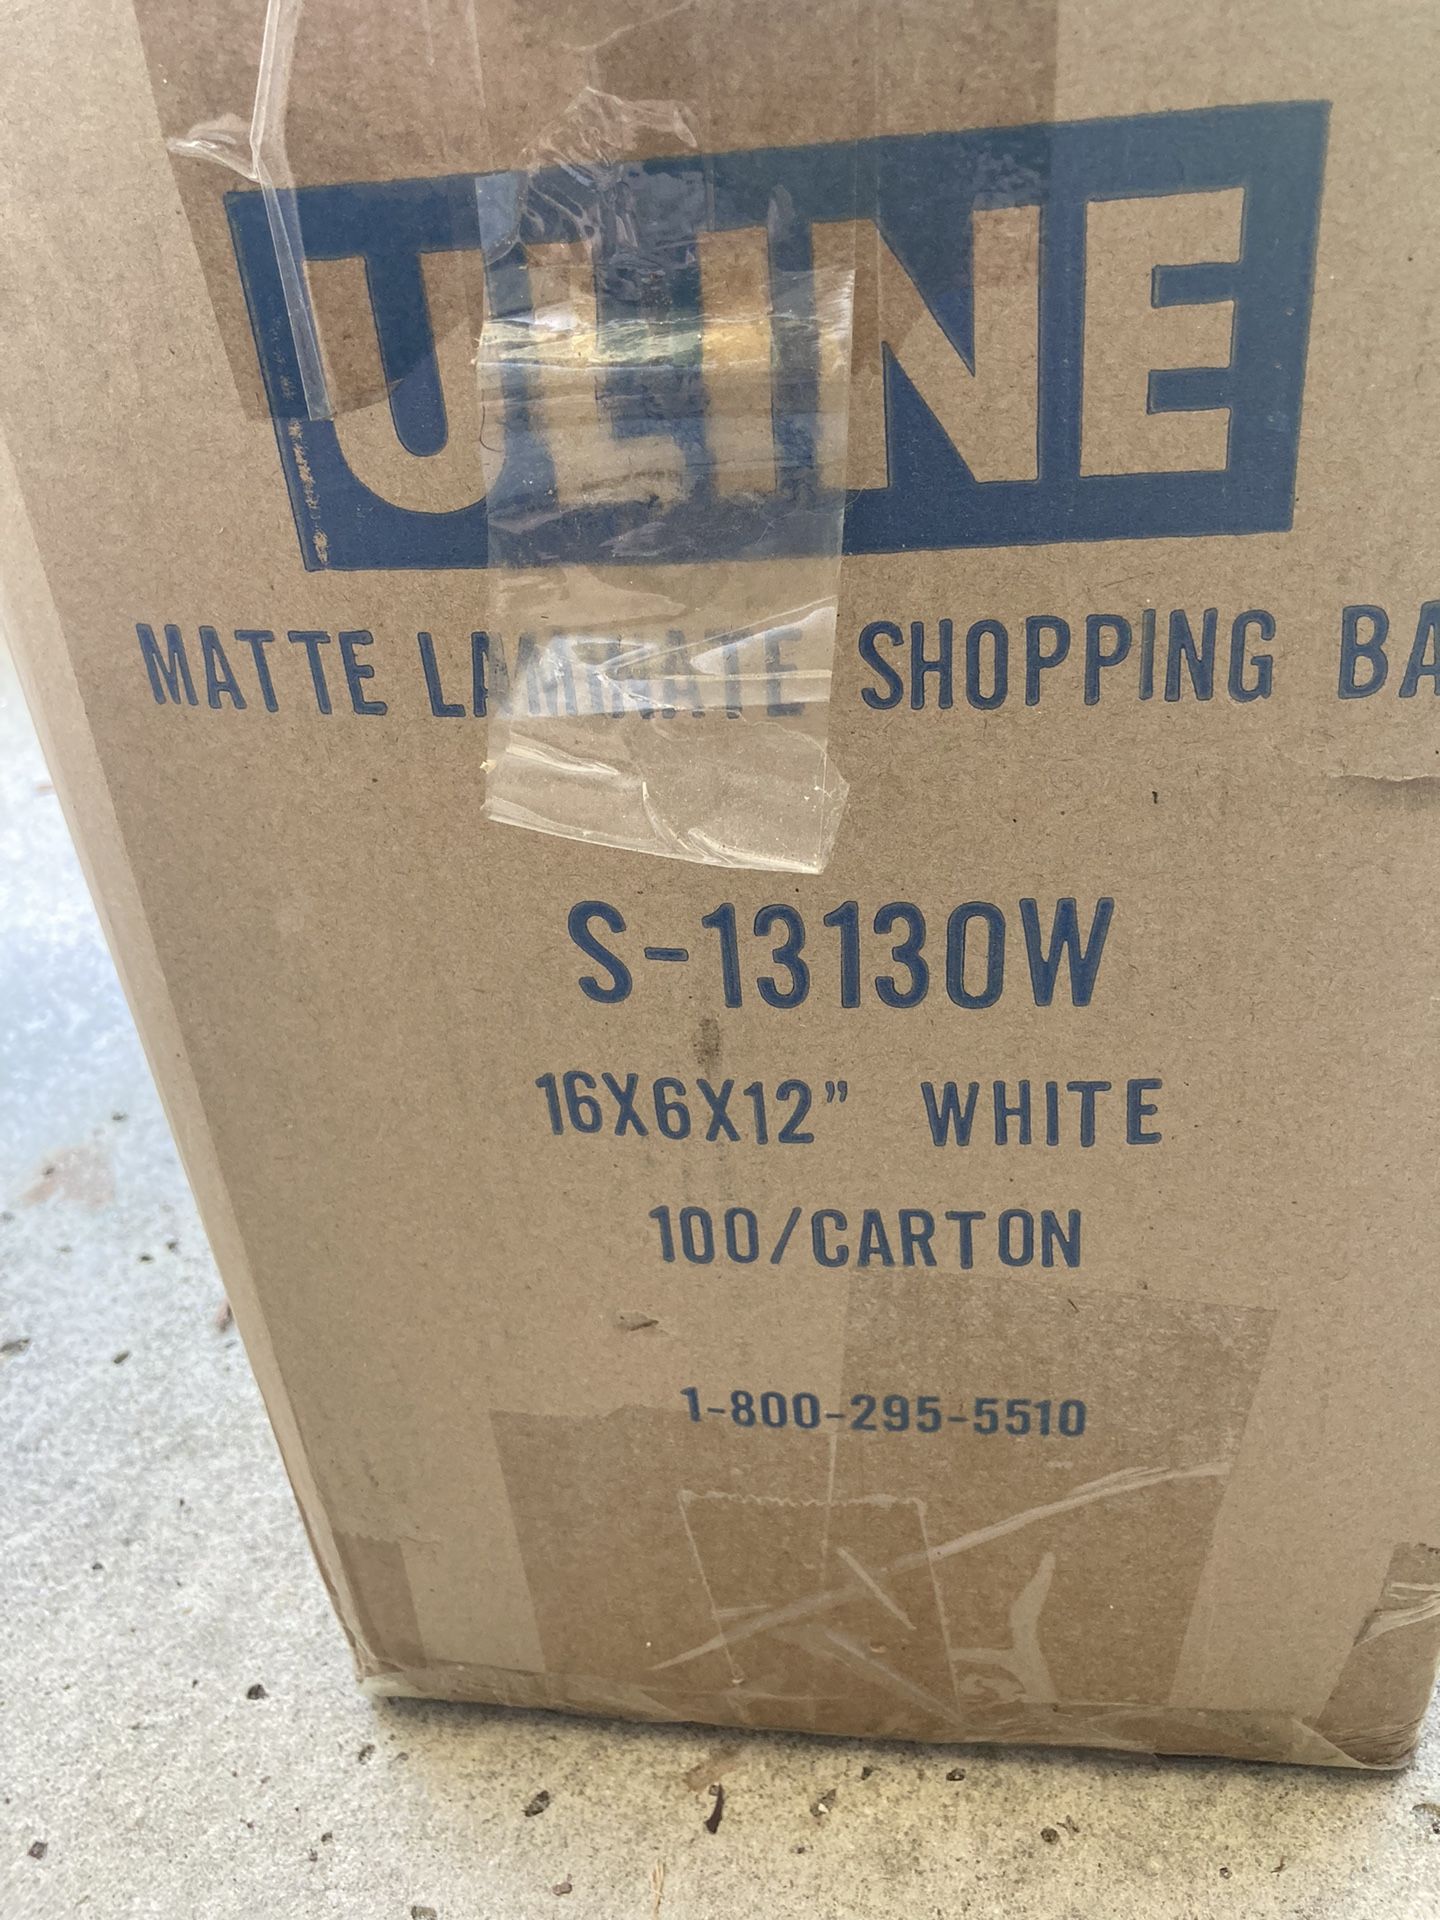 ULINE
MATTE LAMINATE SHOPPING BA
S-13130W
16X6X12" WHITE
100/CARTON
1-800-295-5510